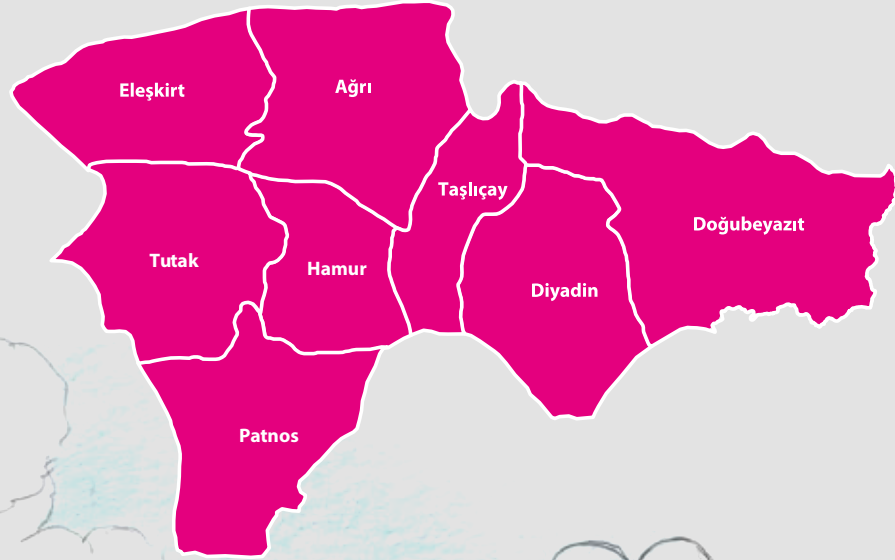 Eleşkirt
Ağrı
Taşlıçay
Doğubeyazıt
Tutak
Hamur
Diyadin
Patnos